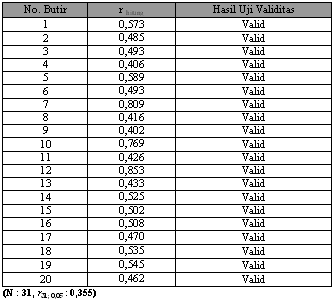 No. Butir r hitung Hasil Uji Validitas
1 0,573 Valid
2 0,485 Valid
3 0,493 Valid
4 0,406 Valid
5 0,589 Valid
6 0,493 Valid
7 0,809 Valid
8 0,416 Valid
9 0,402 Valid
10 0,769 Valid
11 0,426 Valid
12 0,853 Valid
13 0,433 Valid
14 0,525 Valid
15 0,502 Valid
16 0,508 Valid
17 0,470 Valid
18 0,535 Valid
19 0,545 Valid
20 0,462 Valid
(N : 31, r31; 0,05 : 0,355)